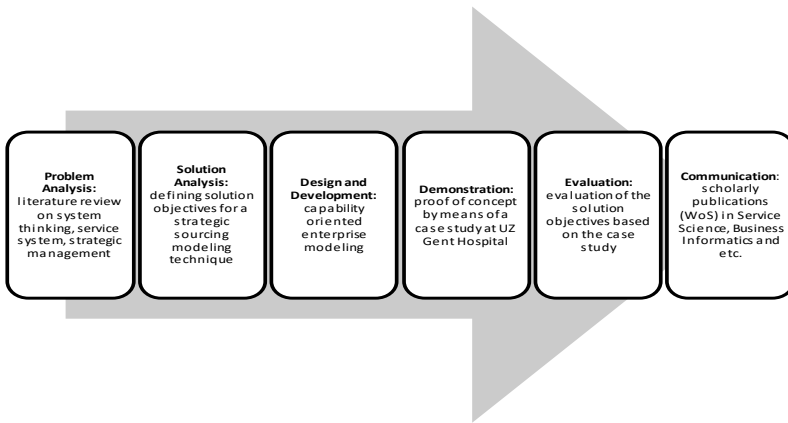 Problem
Analysis:
literature review
on system
thinking, service
system, strategic
management
Solution
Analysis:
defining solution
objectives for a
strategic
sourcing
modeling
technique
Design and
Development:
capability
oriented
enterprise
modeling
Demonstration:
proof of concept
by means of a
case study at UZ
Gent Hospital
Evaluation:
evaluation of the
solution
objectives based
on the case
study
Communication:
scholarly
publications
(WoS) in Service
Science, Business
Informatics and
etc.